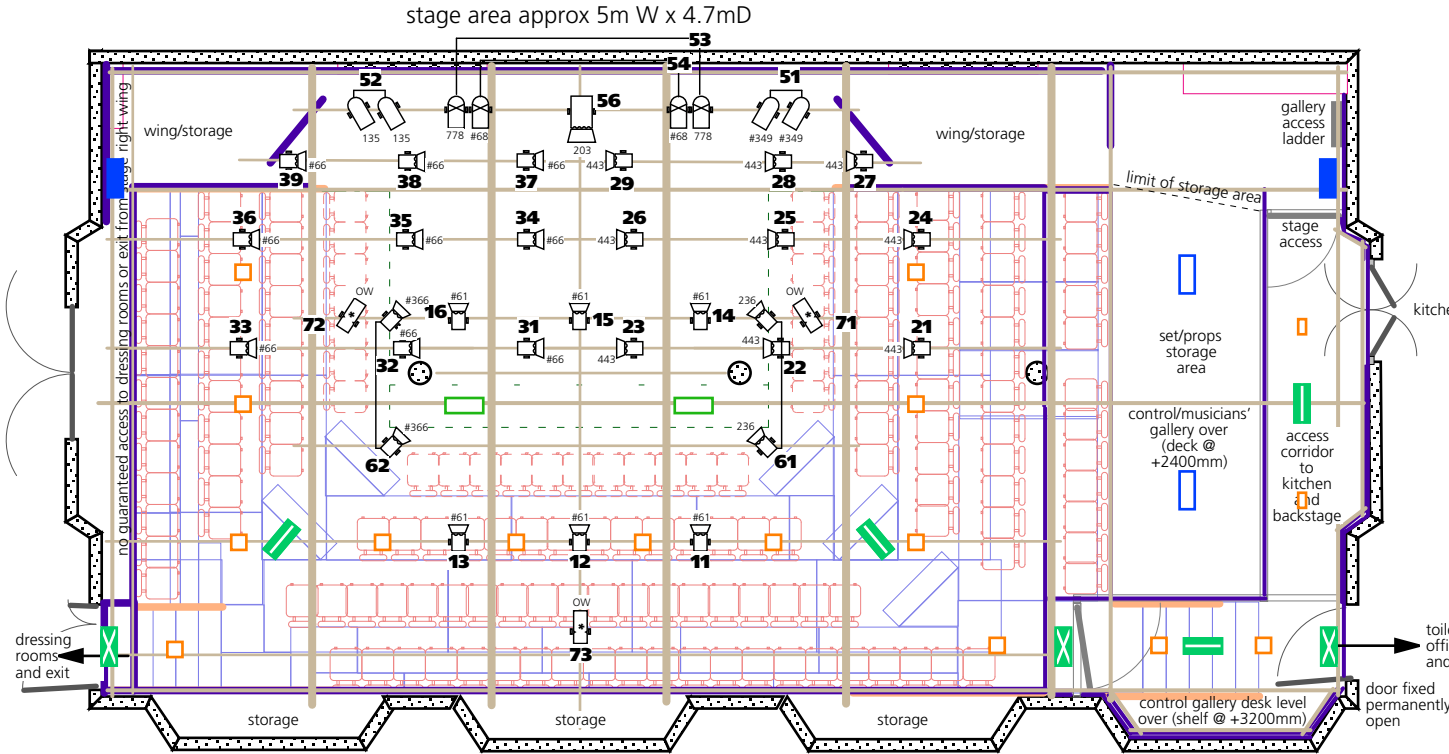 stage area approx 5m W x 4.7mD
53
54
52
56
51
135
135
778
#68
203
#68
778
#349
#349
wing/storage
wing/storage
gallery
access
ladder
no guaranteed access to dressing rooms or exit from stage right wing
#66
#66
#66
443
443
443
39
38
37
29
28
27
limit of storage area
36
35
34
26
25
24
#66
#66
#66
443
443
443
stage
access
OW
#366
#61
#61
#61
236
OW
72
16
15
14
71
33
31
23
21
#66
#66
#66
443
443
443
32
22
set/props
storage
area
control/musicians’
gallery over
(deck @
+2400mm)
access
corridor
to
kitchen
and
backstage
#366
236
62
61
#61
#61
#61
13
12
11
OW
73
dressing
rooms
and exit
door fixed
permanently
open
control gallery desk level
over (shelf @ +3200mm)
storage
storage
storage